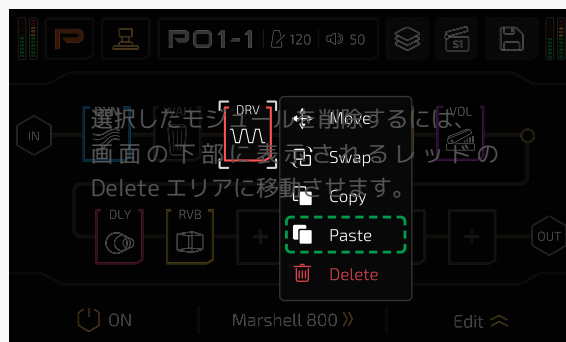 P01-1 120 50 S1
DYN WAH DRV VOL
選択したモジュールを削除するには、
画面の下部に表示されるレッドの
Delete エリアに移動させます。
IN
Move
Swap
Copy
Paste
Delete
DLY RVB
OUT
ON Marshell 800 Edit